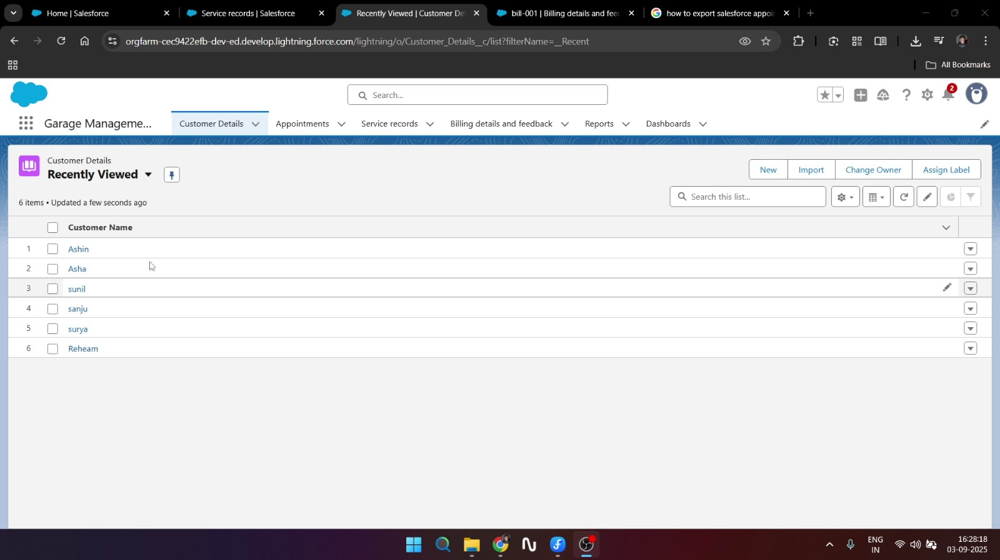 Home | Salesforce
Service records | Salesforce
Recently Viewed | Customer De
bill-001 | Billing details and feed
how to export salesforce appoi
orgfarm-cec9422efb-dev-ed.develop.lightning.force.com/lightning/o/Customer_Details__c/list?filterName=__Recent
All Bookmarks
Search...
2
Garage Manageme...
Customer Details
Appointments
Service records
Billing details and feedback
Reports
Dashboards
Customer Details
Recently Viewed
New
Import
Change Owner
Assign Label
6 items • Updated a few seconds ago
Search this list...
Customer Name
1 Ashin
2 Asha
3 sunil
4 sanju
5 surya
6 Reheam
ENG
IN
16:28:18
03-09-2025